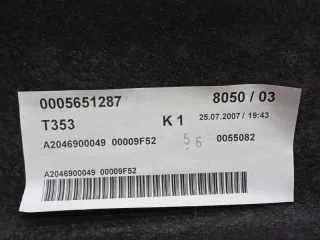 0005651287 8050 / 03
T353 K 1 25.07.2007 / 19:43
A2046900049 00009F52 56 0055082
A2046900049 00009F52